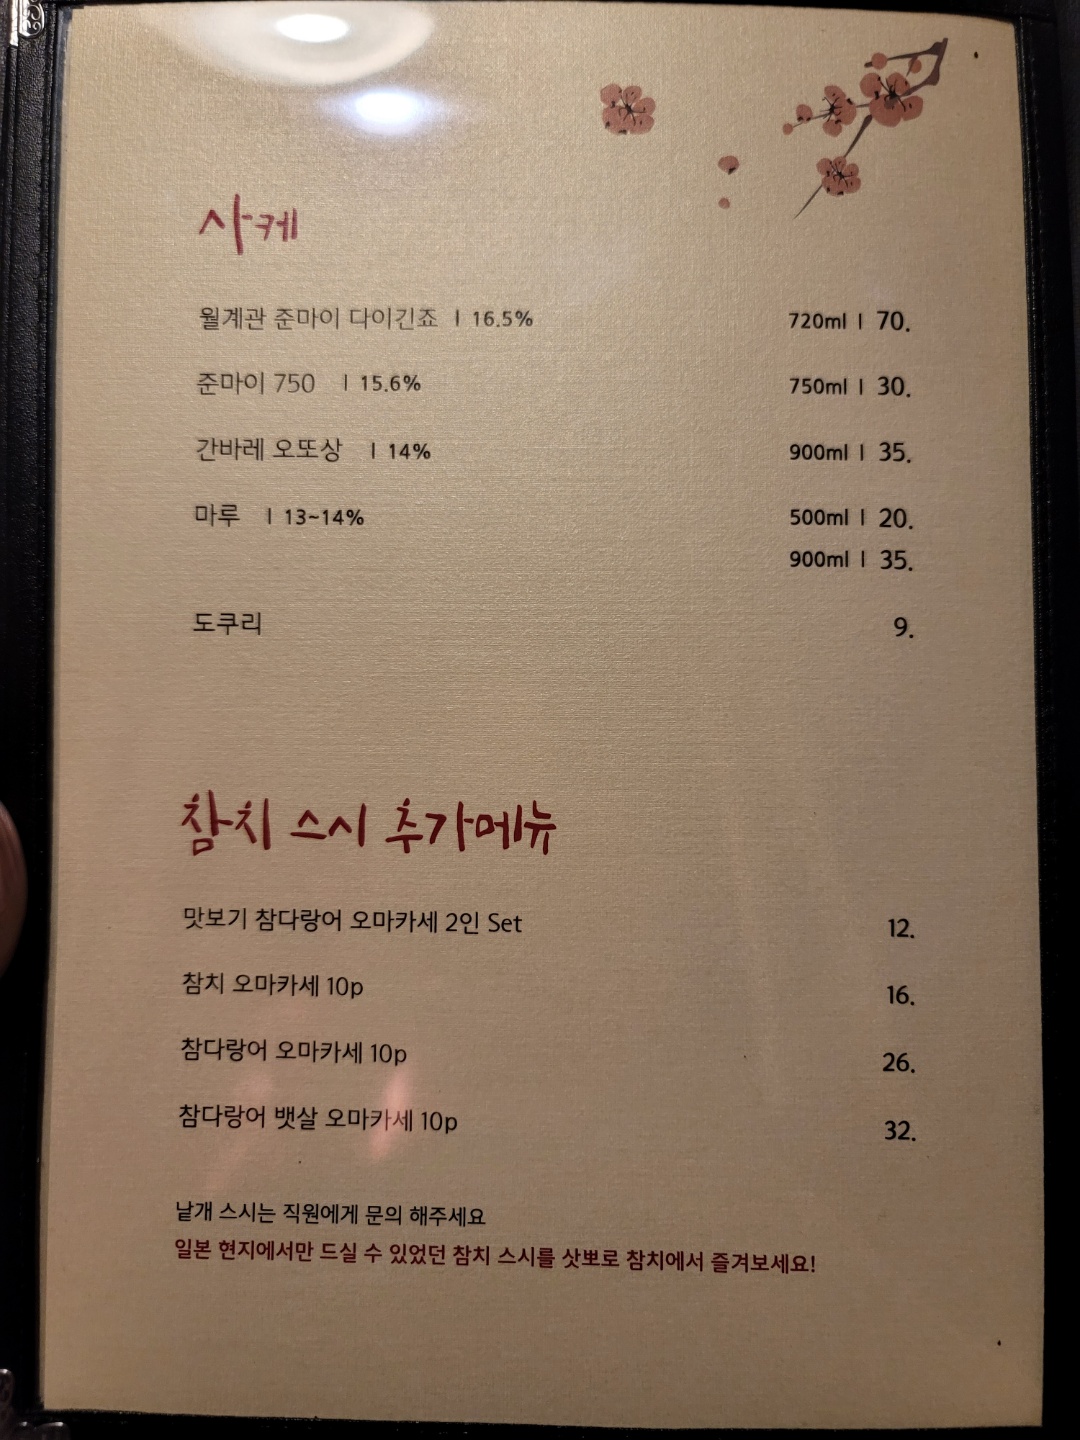 사케
월계관 준마이 다이긴죠 | 16.5% 720ml | 70.
준마이 750 | 15.6% 750ml | 30.
간바레 오또상 | 14% 900ml | 35.
마루 | 13~14% 500ml | 20.
900ml | 35.
도쿠리 9.
참치 스시 추가메뉴
맛보기 참다랑어 오마카세 2인 Set 12.
참치 오마카세 10p 16.
참다랑어 오마카세 10p 26.
참다랑어 뱃살 오마카세 10p 32.
낱개 스시는 직원에게 문의 해주세요
일본 현지에서만 드실 수 있었던 참치 스시를 삿뽀로 참치에서 즐겨보세요!